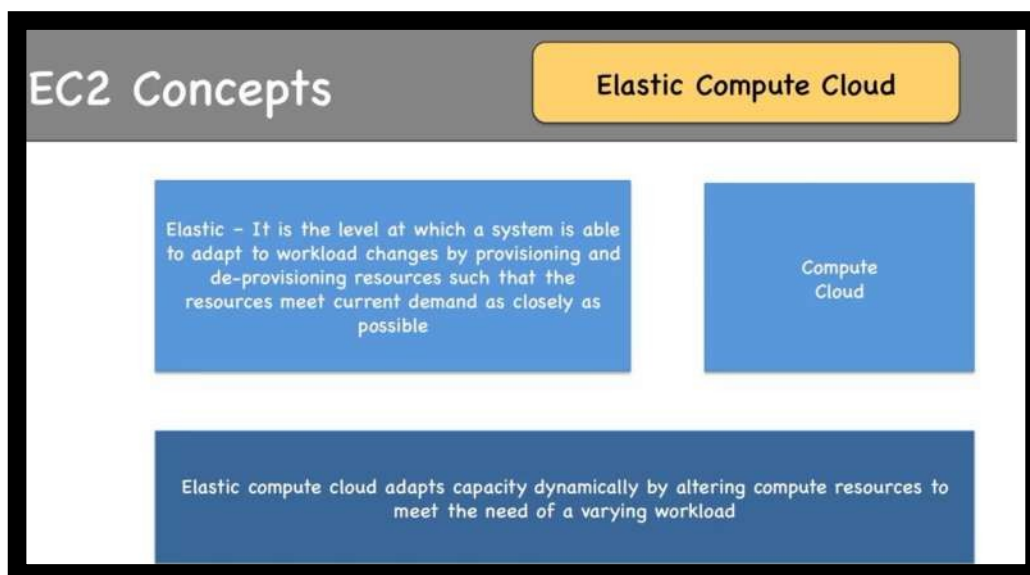 EC2 Concepts
Elastic Compute Cloud
Elastic – It is the level at which a system is able
to adapt to workload changes by provisioning and
de-provisioning resources such that the
resources meet current demand as closely as
possible
Compute
Cloud
Elastic compute cloud adapts capacity dynamically by altering compute resources to
meet the need of a varying workload